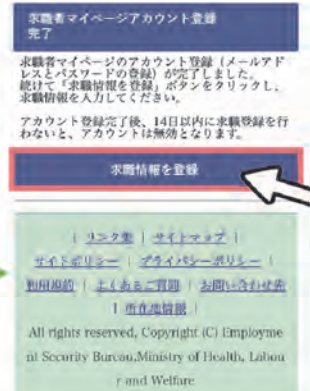 求職者マイページアカウント登録
完了
求職者マイページのアカウント登録（メールアド
レスとパスワードの登録）が完了しました。
続けて「求職情報を登録」ボタンをクリックし、
求職情報を入力してください。
アカウント登録完了後、14日以内に求職登録を行
わないと、アカウントは無効となります。
求職情報を登録
| リンク集 | サイトマップ |
サイトポリシー | プライバシーポリシー |
利用規約 | よくあるご質問 | お問い合わせ先
| 所在地情報 |
All rights reserved, Copyright (C) Employme
nt Security Bureau,Ministry of Health, Labou
r and Welfare